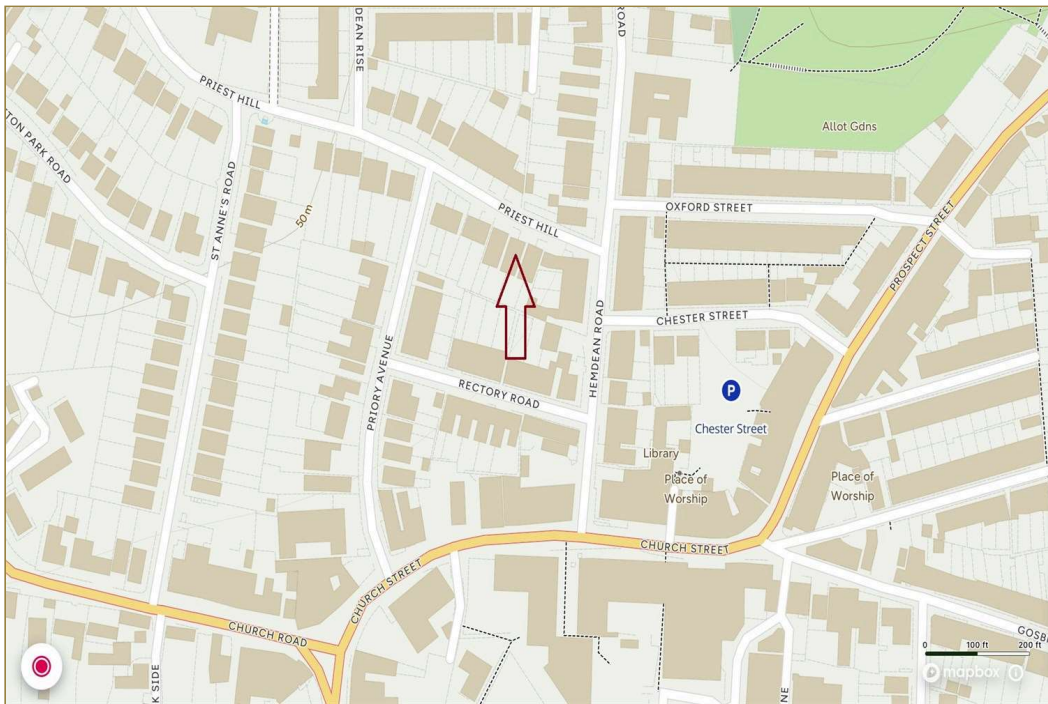 DEAN RISE
ROAD
PRIEST HILL
TON PARK ROAD
ST ANNE'S ROAD
50 m
PRIEST HILL
Allot Gdns
OXFORD STREET
PROSPECT STREET
CHESTER STREET
HEMDEAN ROAD
PRIORY AVENUE
RECTORY ROAD
P
Chester Street
Library
Place of
Worship
Place of
Worship
CHURCH STREET
CHURCH STREET
CHURCH ROAD
K SIDE
NE
GOSB
0 100 ft 200 ft
mapbox
i